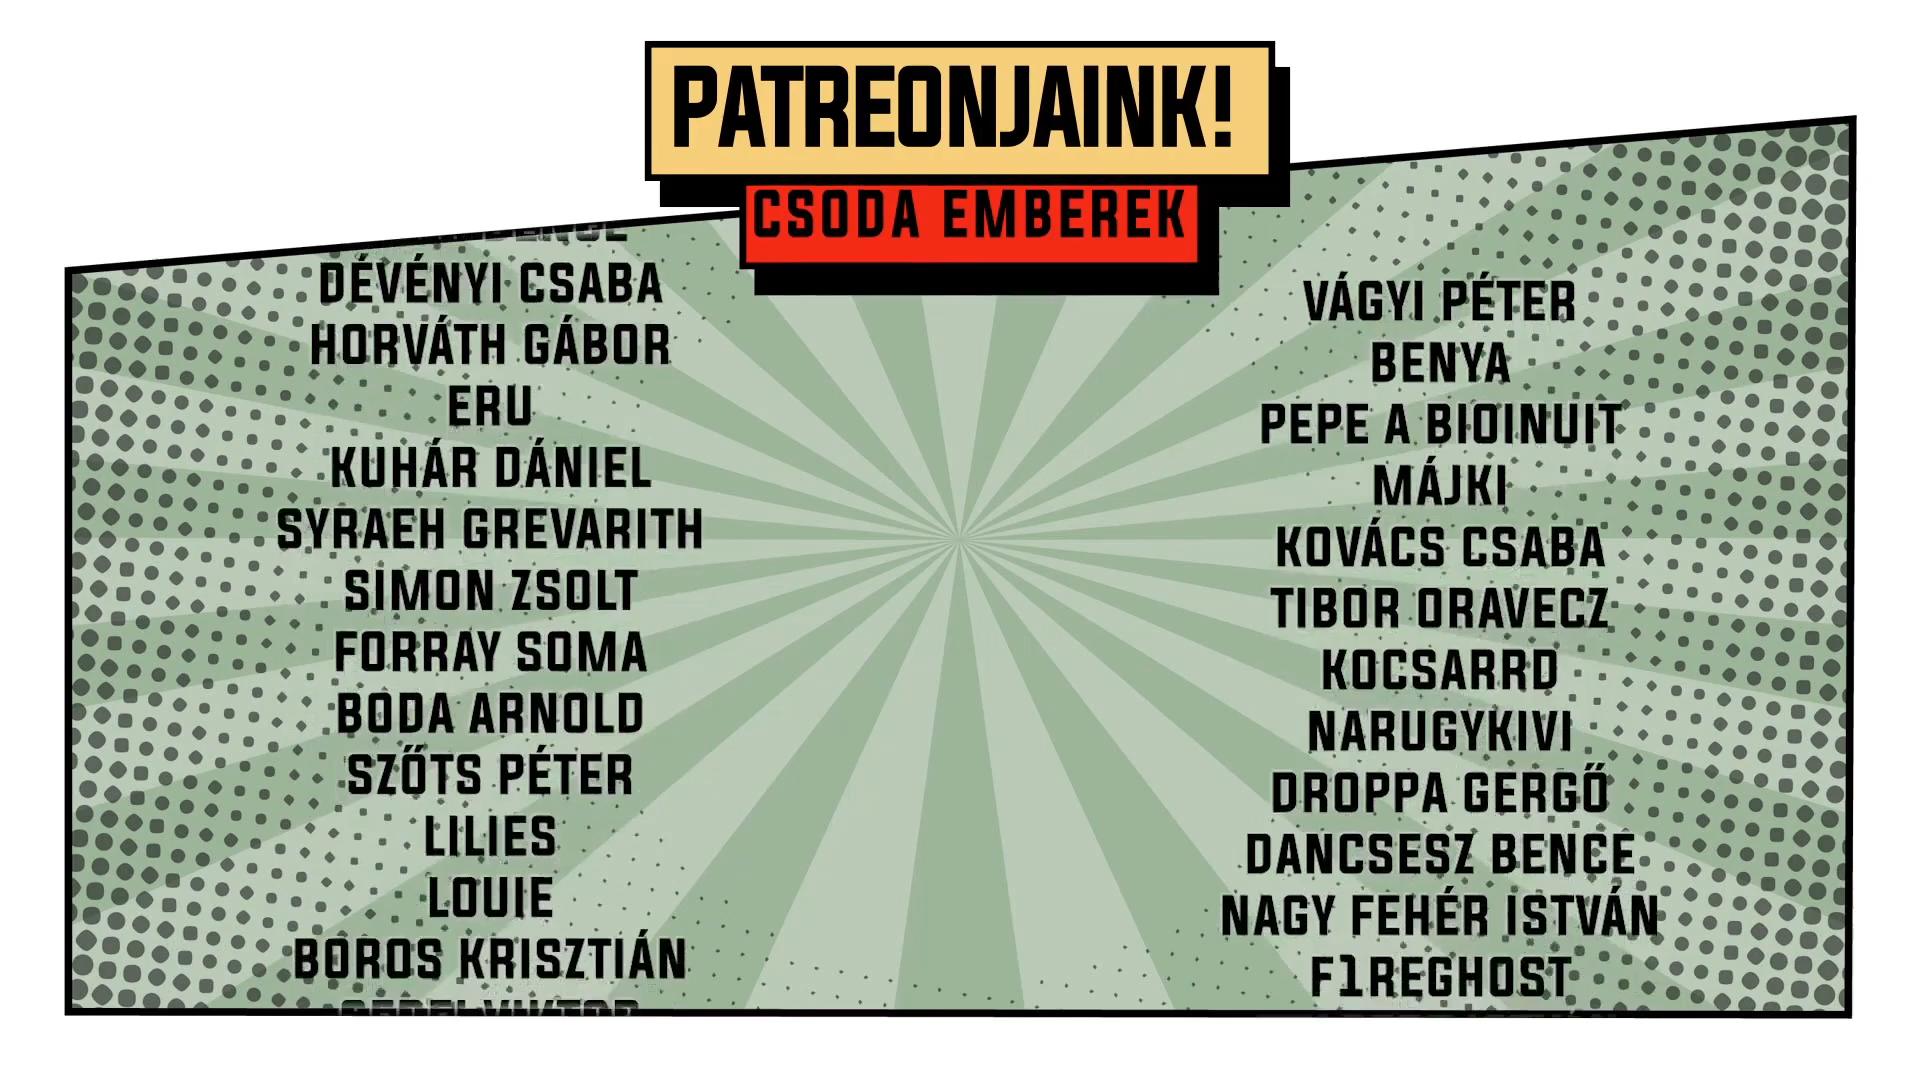 PATREONJAINK!
CSODA EMBEREK
DÉVÉNYI CSABA
HORVÁTH GÁBOR
ERU
KUHÁR DÁNIEL
SYRAEH GREVARITH
SIMON ZSOLT
FORRAY SOMA
BODA ARNOLD
SZŐTS PÉTER
LILIES
LOUIE
BOROS KRISZTIÁN
VÁGYI PÉTER
BENYA
PEPE A BIOINUIT
MÁJKI
KOVÁCS CSABA
TIBOR ORAVECZ
KOCSARRD
NARUGYKIVI
DROPPA GERGŐ
DANCSESZ BENCE
NAGY FEHÉR ISTVÁN
F1REGHOST